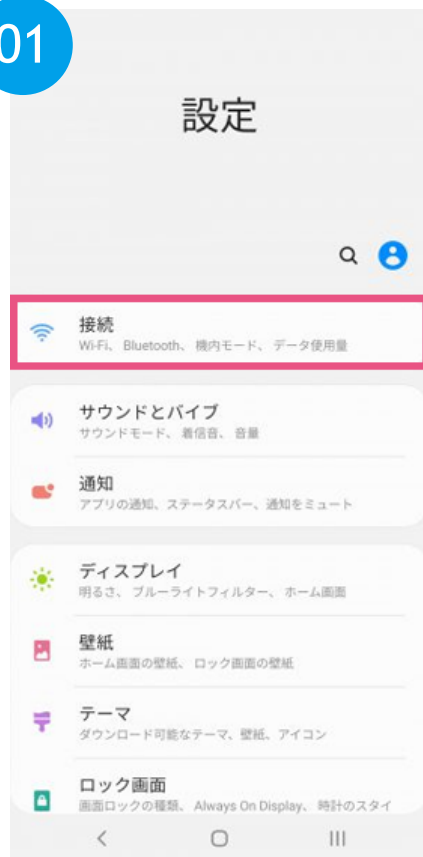 01
設定
接続
Wi-Fi、 Bluetooth、 機内モード、 データ使用量
サウンドとバイブ
サウンドモード、 着信音、 音量
通知
アプリの通知、ステータスバー、通知をミュート
ディスプレイ
明るさ、 ブルーライトフィルター、 ホーム画面
壁紙
ホーム画面の壁紙、 ロック画面の壁紙
テーマ
ダウンロード可能なテーマ、壁紙、アイコン
ロック画面
画面ロックの種類、 Always On Display、 時計のスタイ